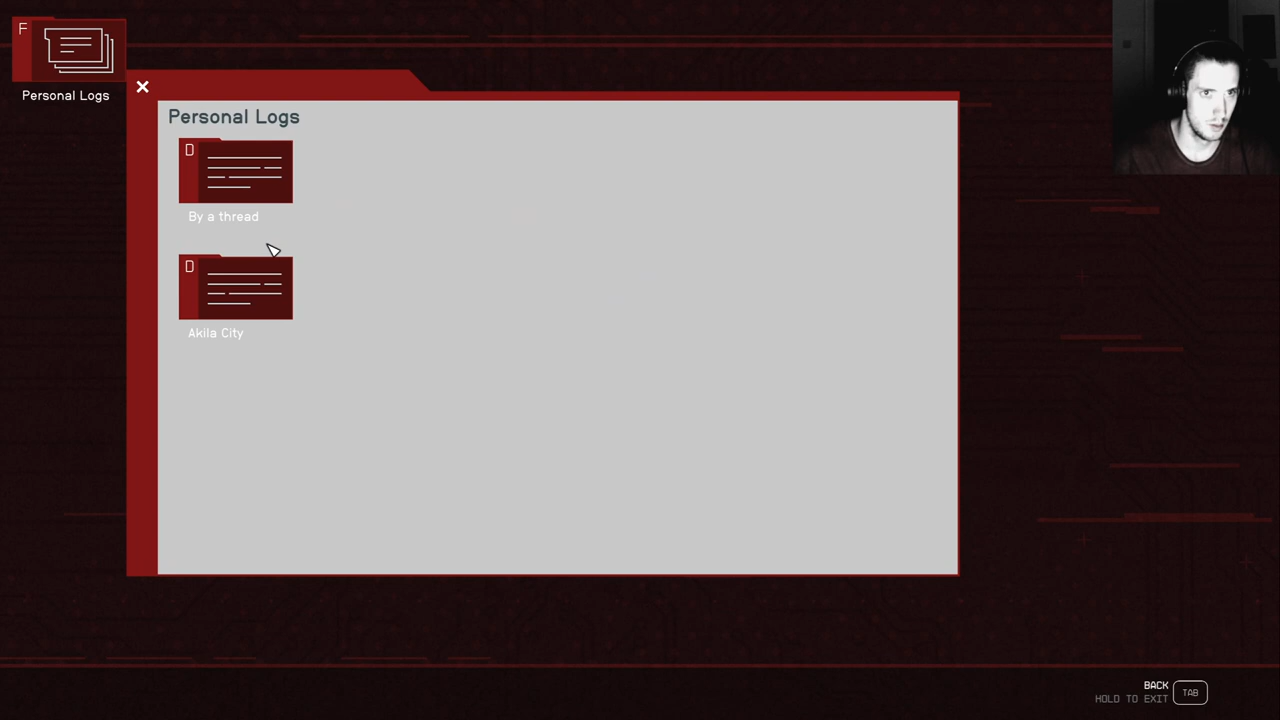 F
Personal Logs
×
Personal Logs
D
By a thread
D
Akila City
BACK
HOLD TO EXIT
TAB